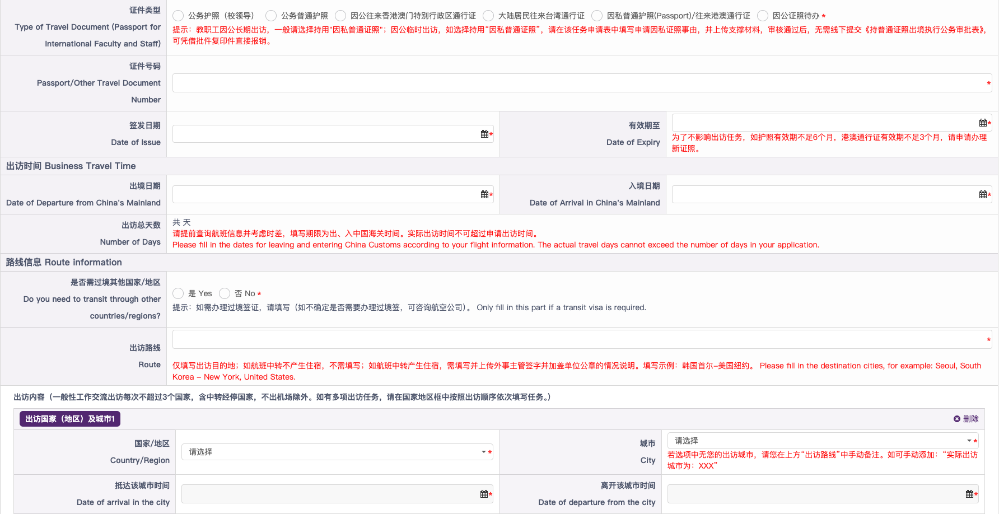 证件类型
Type of Travel Document (Passport for
International Faculty and Staff)
公务护照（校领导） 公务普通护照 因公往来香港澳门特别行政区通行证 大陆居民往来台湾通行证 因私普通护照(Passport)/往来港澳通行证 因公证照待办 *
提示：教职工因公长期出访，一般请选择持用"因私普通证照"；因公临时出访，如选择持用“因私普通证照”，请在该任务申请表中填写申请因私证照事由，并上传支撑材料，审核通过后，无需线下提交《持普通证照出境执行公务审批表》，
可凭借批件复印件直接报销。
证件号码
Passport/Other Travel Document
Number
*
签发日期
Date of Issue
*
有效期至
Date of Expiry
*
为了不影响出访任务，如护照有效期不足6个月，港澳通行证有效期不足3个月，请申请办理
新证照。
出访时间 Business Travel Time
出境日期
Date of Departure from China's Mainland
*
入境日期
Date of Arrival in China's Mainland
*
出访总天数
Number of Days
共 天
请提前查询航班信息并考虑时差，填写期限为出、入中国海关时间。实际出访时间不可超过申请出访时间。
Please fill in the dates for leaving and entering China Customs according to your flight information. The actual travel days cannot exceed the number of days in your application.
路线信息 Route information
是否需过境其他国家/地区
Do you need to transit through other
countries/regions?
是 Yes 否 No *
提示：如需办理过境签证，请填写（如不确定是否需要办理过境签，可咨询航空公司）。 Only fill in this part if a transit visa is required.
出访路线
Route
*
仅填写出访目的地；如航班中转不产生住宿，不需填写；如航班中转产生住宿，需填写并上传外事主管签字并加盖单位公章的情况说明。填写示例：韩国首尔-美国纽约。 Please fill in the destination cities, for example: Seoul, South
Korea - New York, United States.
出访内容（一般性工作交流出访每次不超过3个国家，含中转经停国家，不出机场除外。如有多项出访任务，请在国家地区框中按照出访顺序依次填写任务。）
出访国家（地区）及城市1
删除
国家/地区
Country/Region
请选择 *
城市
City
请选择 *
若选项中无您的出访城市，请您在上方“出访路线”中手动备注。如可手动添加：“实际出访
城市为：XXX”
抵达该城市时间
Date of arrival in the city
*
离开该城市时间
Date of departure from the city
*